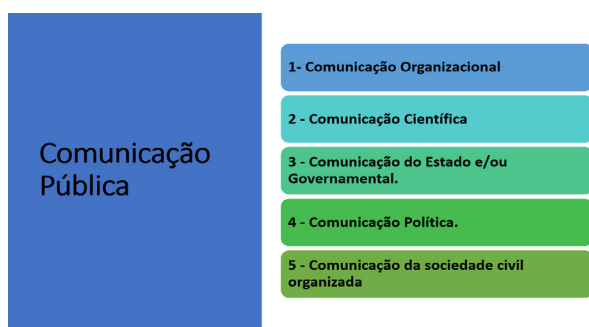 Comunicação
Pública
1- Comunicação Organizacional
2 - Comunicação Científica
3 - Comunicação do Estado e/ou
Governamental.
4 - Comunicação Política.
5 - Comunicação da sociedade civil
organizada